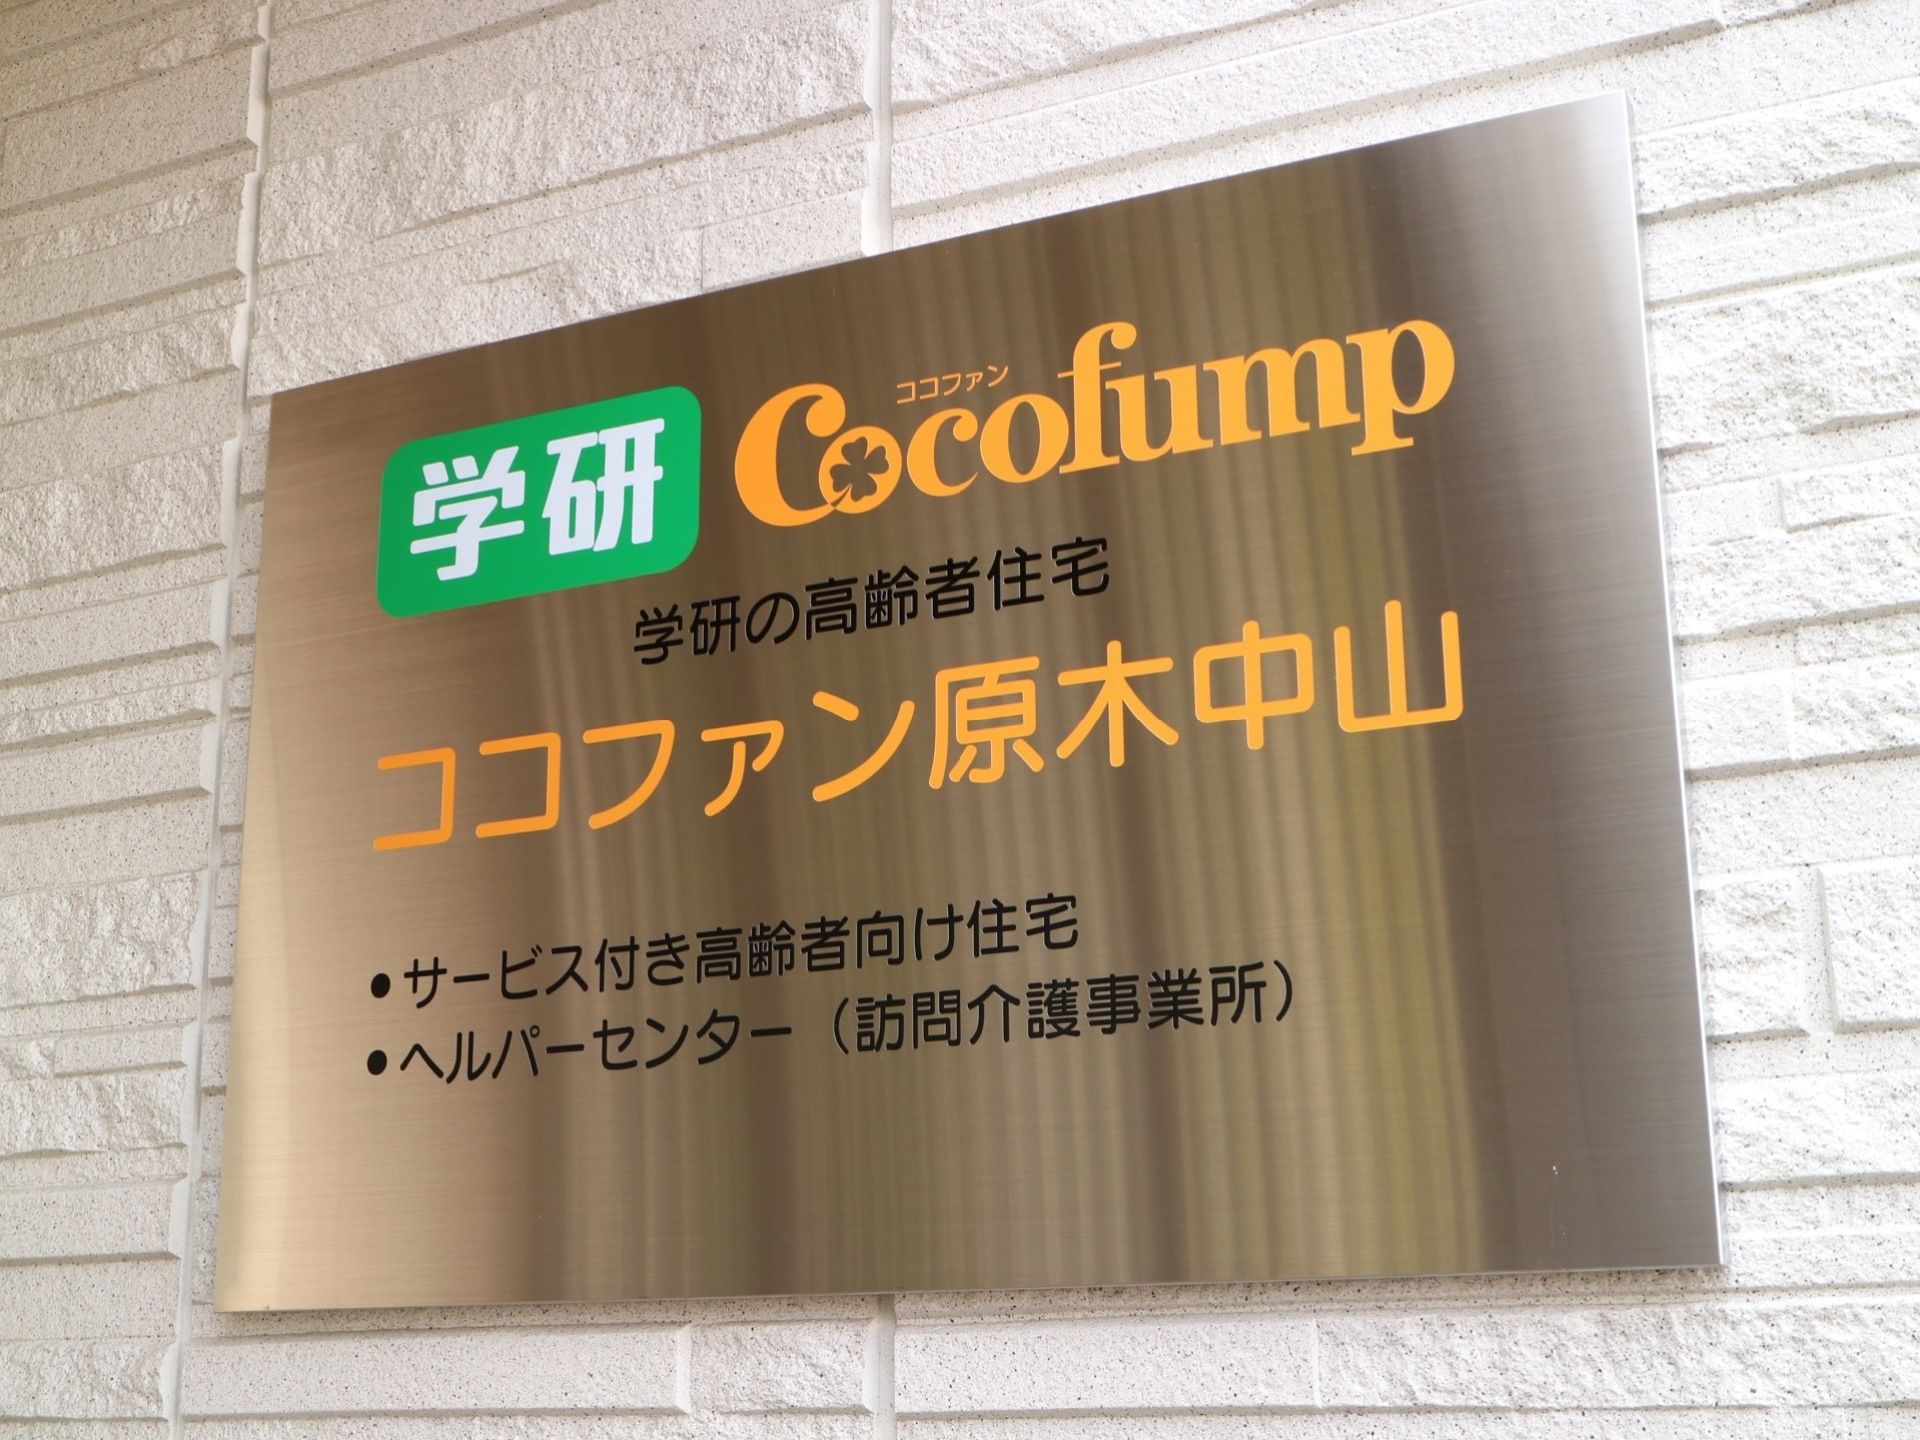 学研 Cocofump
ココファン
学研の高齢者住宅
ココファン原木中山
●サービス付き高齢者向け住宅
●ヘルパーセンター（訪問介護事業所）